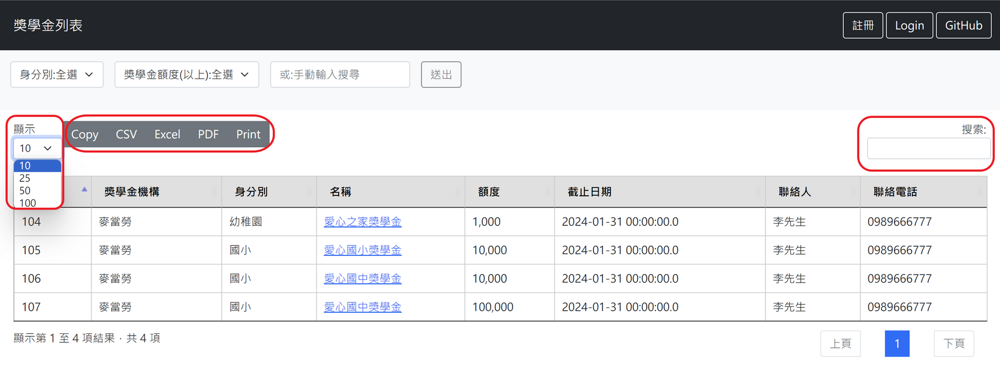 獎學金列表 註冊 Login GitHub
身分別:全選 獎學金額度(以上):全選 或:手動輸入搜尋 送出
顯示 搜索:
10 Copy CSV Excel PDF Print
10
25
50
100
獎學金機構 身分別 名稱 額度 截止日期 聯絡人 聯絡電話
104 麥當勞 幼稚園 愛心之家獎學金 1,000 2024-01-31 00:00:00.0 李先生 0989666777
105 麥當勞 國小 愛心國小獎學金 10,000 2024-01-31 00:00:00.0 李先生 0989666777
106 麥當勞 國小 愛心國中獎學金 10,000 2024-01-31 00:00:00.0 李先生 0989666777
107 麥當勞 國小 愛心國中獎學金 100,000 2024-01-31 00:00:00.0 李先生 0989666777
顯示第 1 至 4 項結果，共 4 項
上頁 1 下頁